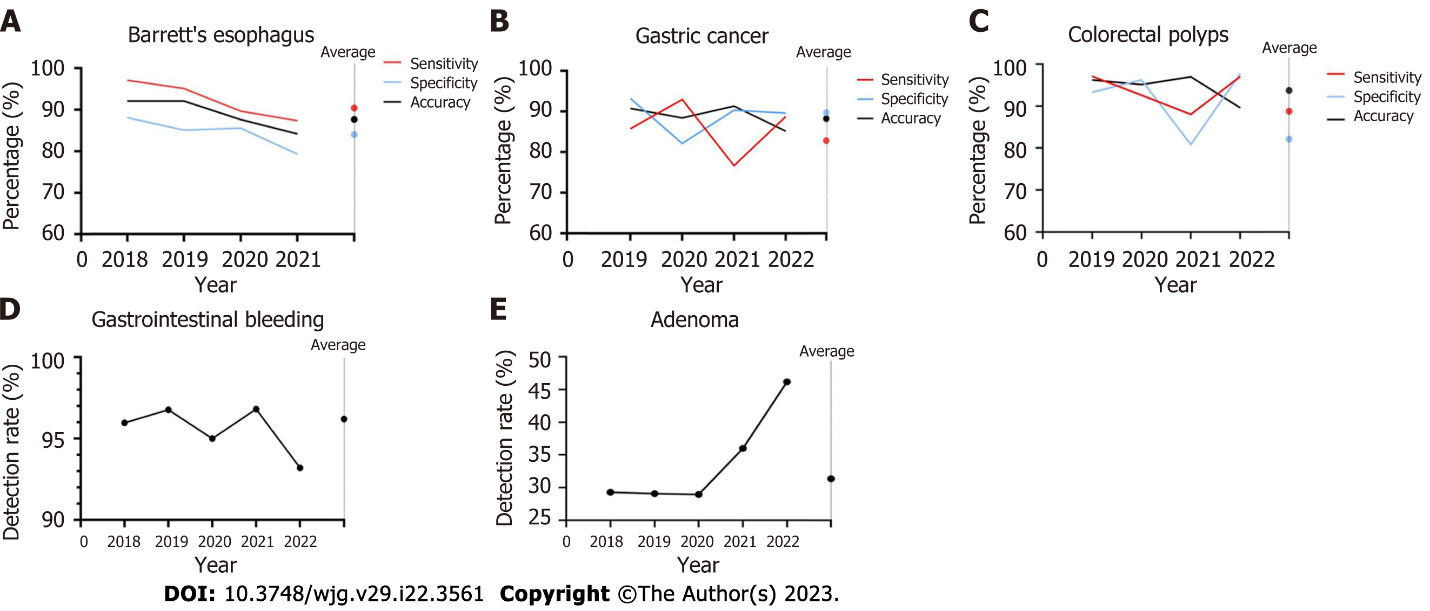 A
Barrett's esophagus
Average
Sensitivity
Specificity
Accuracy
Percentage (%)
100
90
80
70
60
0 2018 2019 2020 2021
Year
B
Gastric cancer
Average
Sensitivity
Specificity
Accuracy
Percentage (%)
100
90
80
70
60
0 2019 2020 2021 2022
Year
C
Colorectal polyps
Average
Sensitivity
Specificity
Accuracy
Percentage (%)
100
90
80
70
60
0 2019 2020 2021 2022
Year
D
Gastrointestinal bleeding
Average
Detection rate (%)
100
95
90
0 2018 2019 2020 2021 2022
Year
E
Adenoma
Average
Detection rate (%)
50
45
40
35
30
25
0 2018 2019 2020 2021 2022
Year
DOI: 10.3748/wjg.v29.i22.3561 Copyright ©The Author(s) 2023.